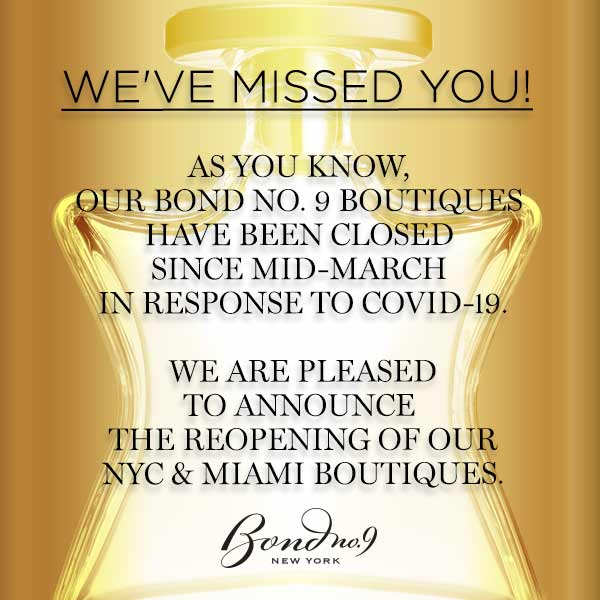 WE'VE MISSED YOU!
AS YOU KNOW,
OUR BOND NO. 9 BOUTIQUES
HAVE BEEN CLOSED
SINCE MID-MARCH
IN RESPONSE TO COVID-19.
WE ARE PLEASED
TO ANNOUNCE
THE REOPENING OF OUR
NYC & MIAMI BOUTIQUES.
Bond no.9
NEW YORK